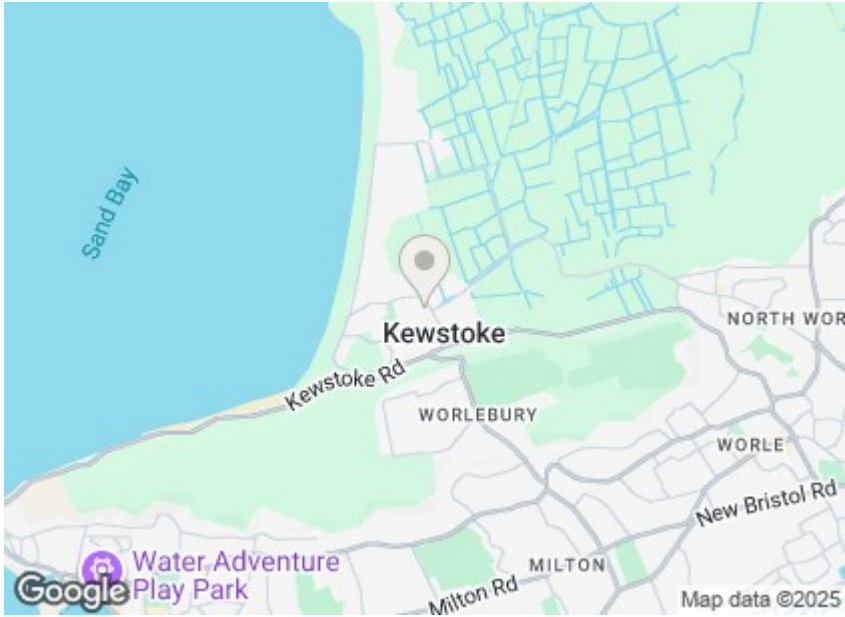 Sand Bay
Kewstoke
NORTH WOR
Kewstoke Rd
WORLEBURY
WORLE
New Bristol Rd
Water Adventure
Play Park
MILTON
Milton Rd
Google
Map data ©2025